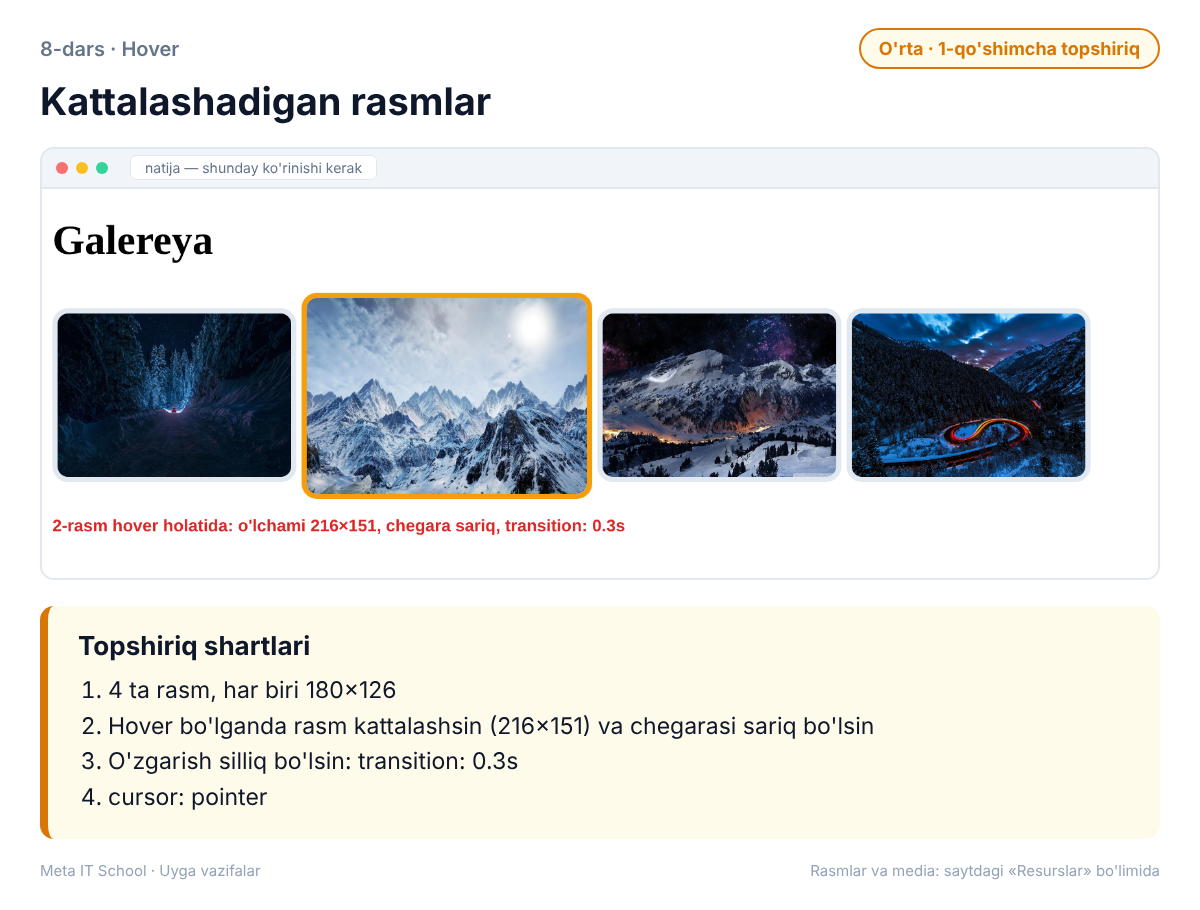 8-dars · Hover
O'rta · 1-qo'shimcha topshiriq
Kattalashadigan rasmlar
natija — shunday ko'rinishi kerak
Galereya
2-rasm hover holatida: o'lchami 216×151, chegara sariq, transition: 0.3s
Topshiriq shartlari
1. 4 ta rasm, har biri 180×126
2. Hover bo'lganda rasm kattalashsin (216×151) va chegarasi sariq bo'lsin
3. O'zgarish silliq bo'lsin: transition: 0.3s
4. cursor: pointer
Meta IT School · Uyga vazifalar
Rasmlar va media: saytdagi «Resurslar» bo'limida